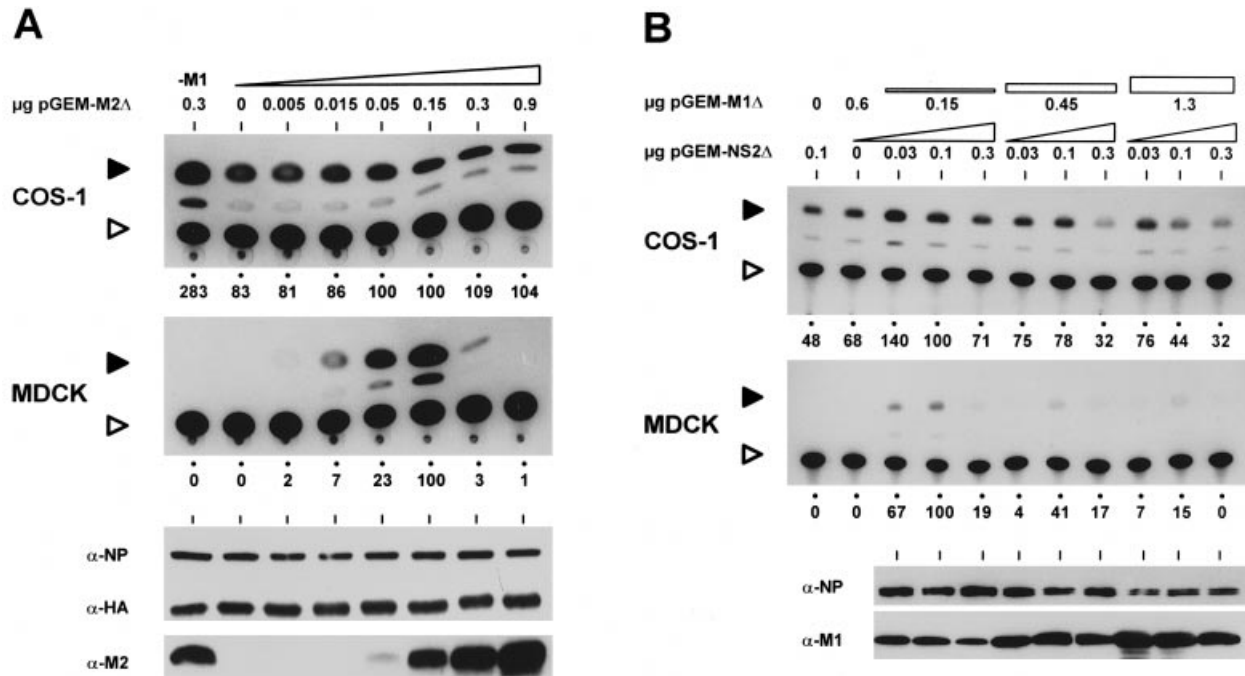 A
-M1
µg pGEM-M2Δ 0.3 0 0.005 0.015 0.05 0.15 0.3 0.9
COS-1
283 83 81 86 100 100 109 104
MDCK
0 0 2 7 23 100 3 1
α-NP
α-HA
α-M2
B
µg pGEM-M1Δ 0 0.6 0.15 0.45 1.3
µg pGEM-NS2Δ 0.1 0 0.03 0.1 0.3 0.03 0.1 0.3 0.03 0.1 0.3
COS-1
48 68 140 100 71 75 78 32 76 44 32
MDCK
0 0 67 100 19 4 41 17 7 15 0
α-NP
α-M1